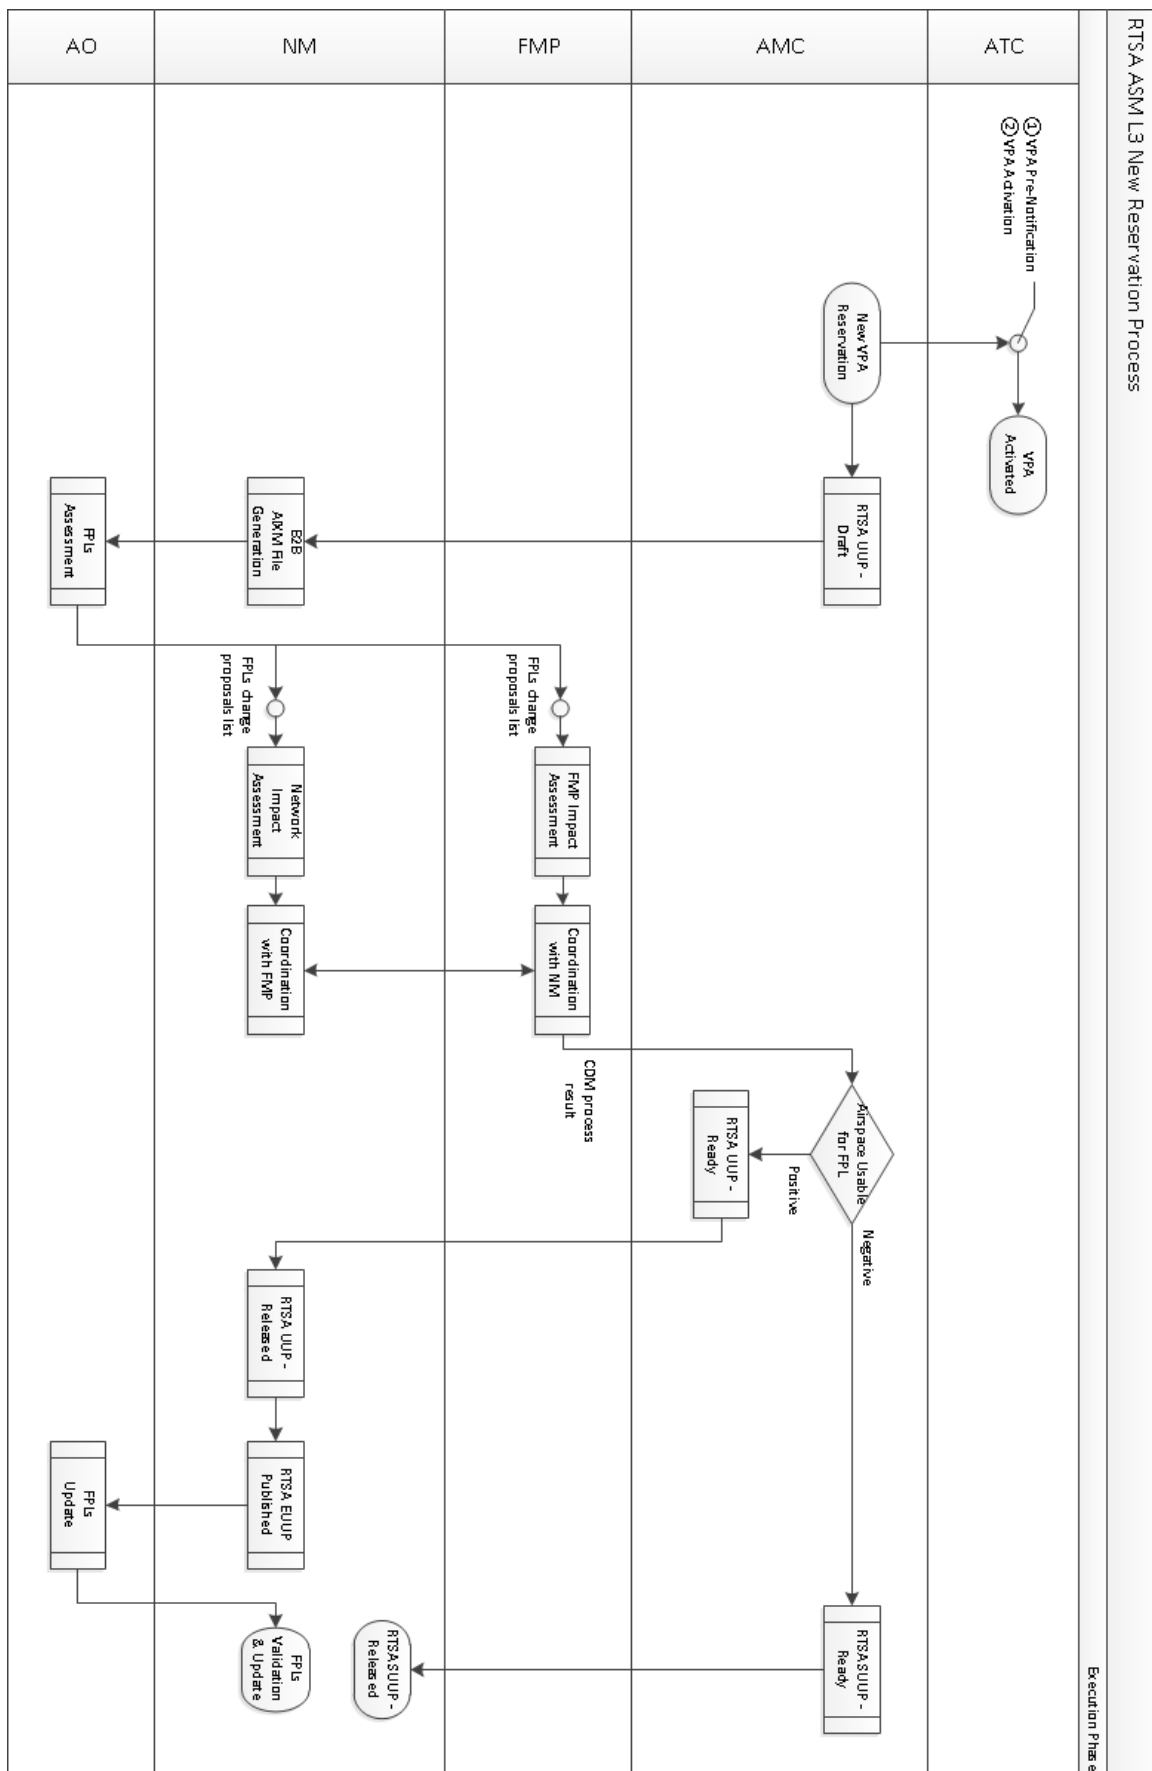 RTSA ASM L3 New Reservation Process
Execution Phase
AO
NM
FMP
AMC
ATC
① VPA Pre-Notification
② VPA Activation
New VPA
Reservation
VPA
Activated
RTSA UUP -
Draft
B2B
AIXM File
Generation
FPLs
Assessment
FPLs change
proposals list
FPLs change
proposals list
FMP Impact
Assessment
Network
Impact
Assessment
Coordination
with NM
Coordination
with FMP
CDM process
result
Airspace Usable
for FPL
Positive
Negative
RTSA UUP -
Ready
RTSA UUP -
Released
RTSA EUUP
Published
FPLs
Update
FPLs
Validation
& Update
RTSA SUUP -
Ready
RTSA SUUP -
Released